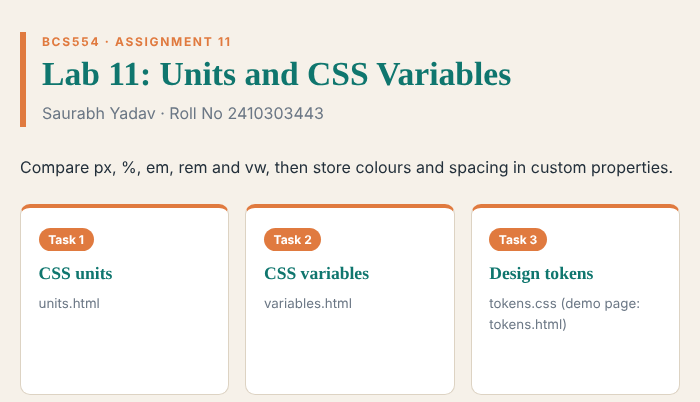 BCS554 · ASSIGNMENT 11
Lab 11: Units and CSS Variables
Saurabh Yadav · Roll No 2410303443
Compare px, %, em, rem and vw, then store colours and spacing in custom properties.
Task 1
CSS units
units.html
Task 2
CSS variables
variables.html
Task 3
Design tokens
tokens.css (demo page:
tokens.html)